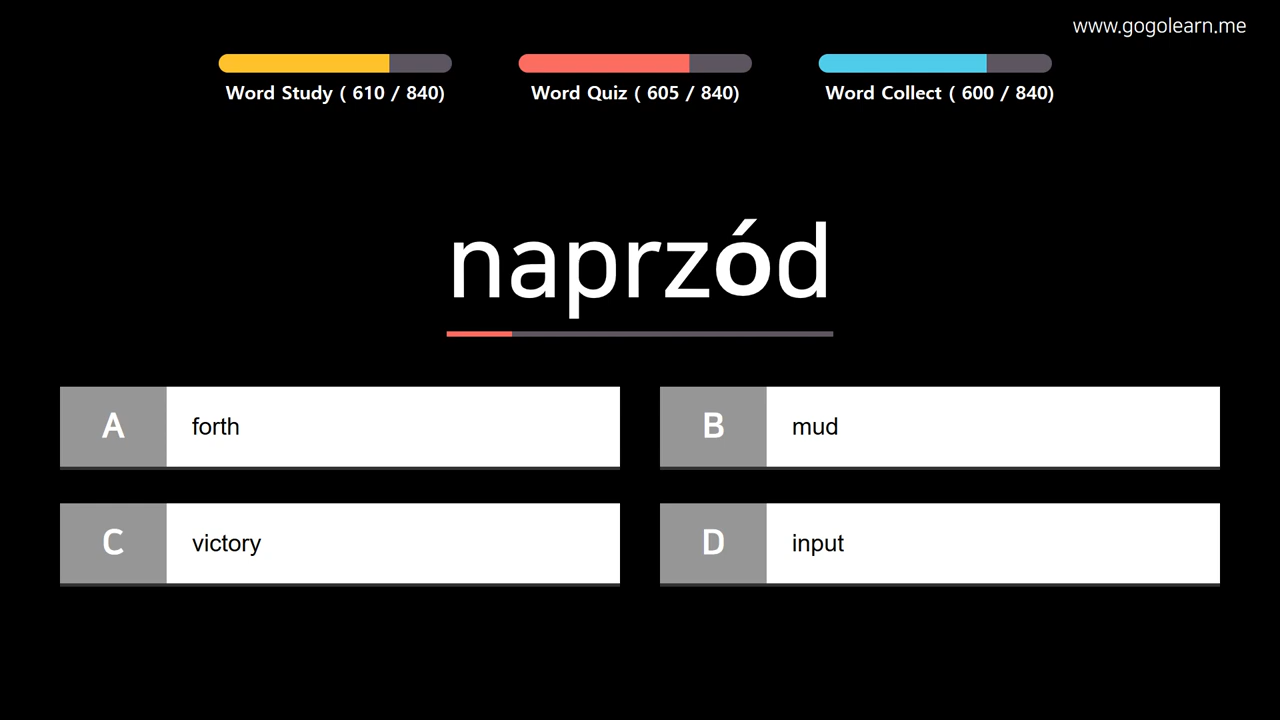 www.gogolearn.me
Word Study ( 610 / 840)
Word Quiz ( 605 / 840)
Word Collect ( 600 / 840)
naprzód
A forth
B mud
C victory
D input